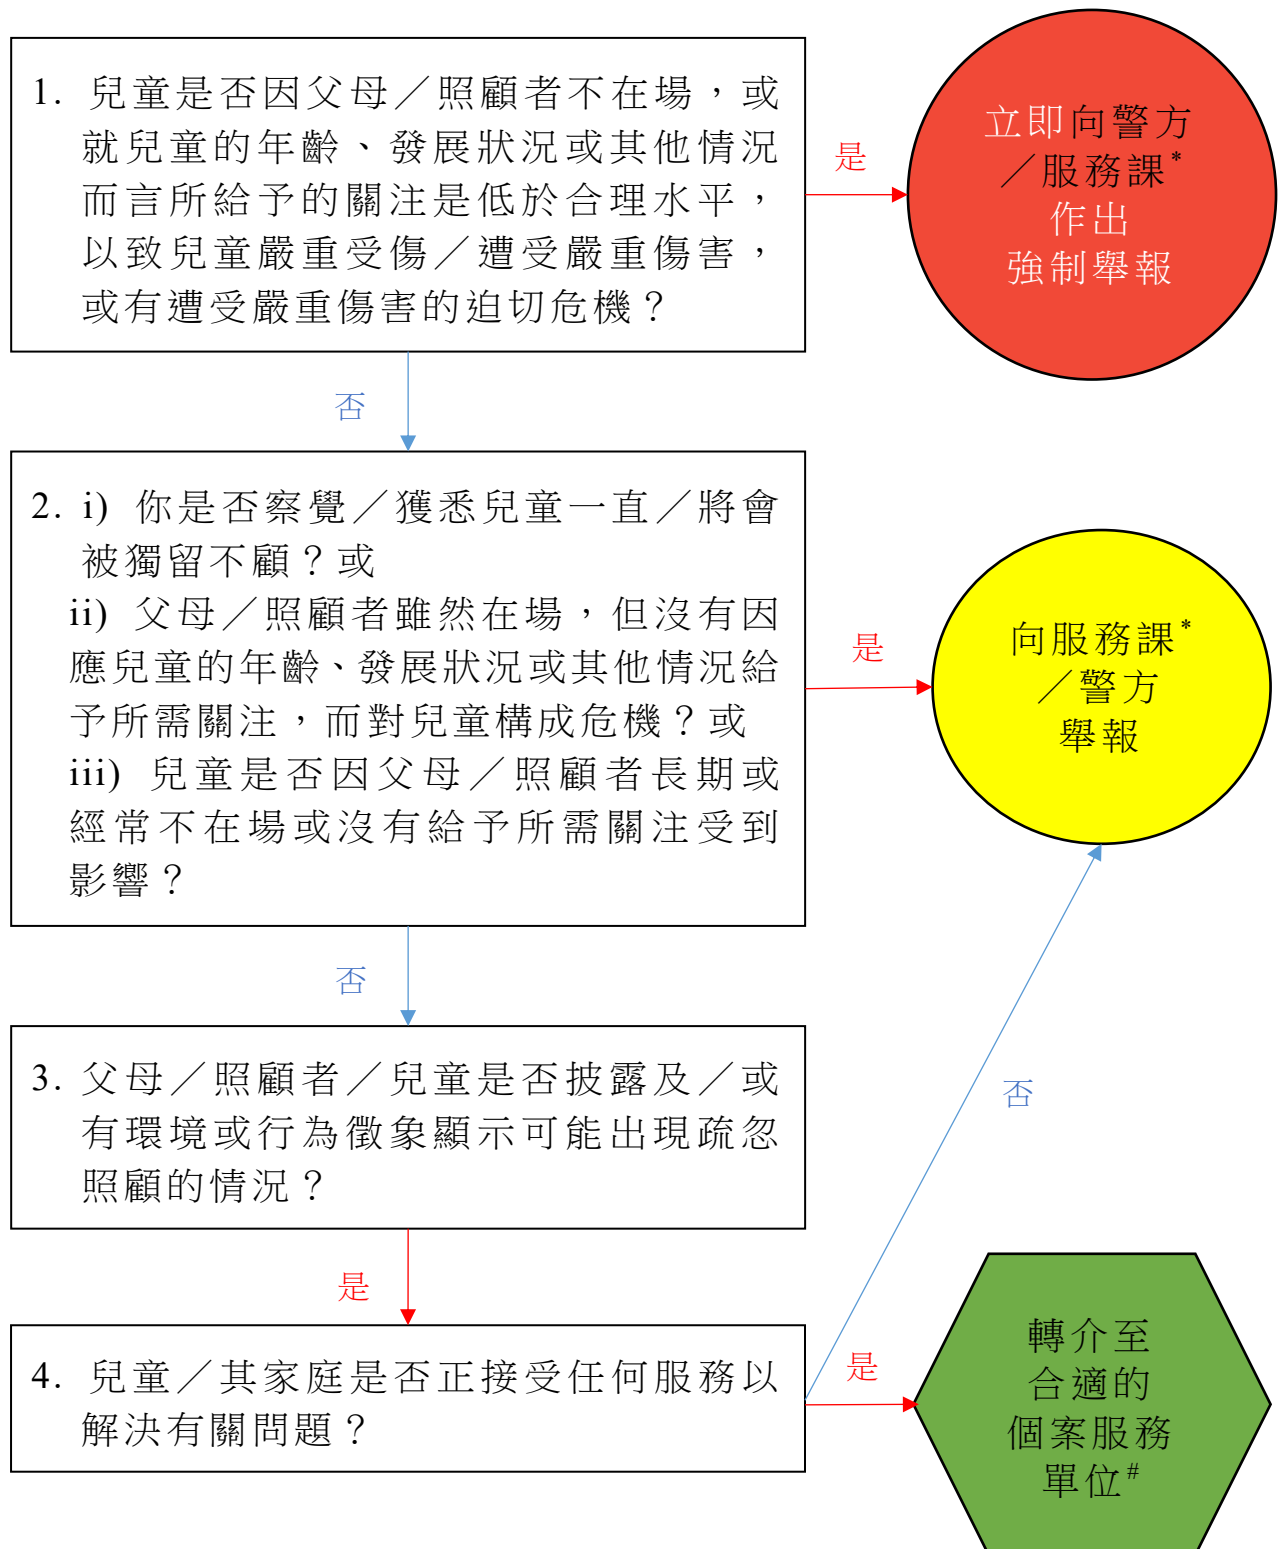 1. 兒童是否因父母／照顧者不在場，或
就兒童的年齡、發展狀況或其他情況
而言所給予的關注是低於合理水平，
以致兒童嚴重受傷／遭受嚴重傷害，
或有遭受嚴重傷害的迫切危機？
是
立即向警方
／服務課*
作出
強制舉報
否
2. i) 你是否察覺／獲悉兒童一直／將會
被獨留不顧？或
ii) 父母／照顧者雖然在場，但沒有因
應兒童的年齡、發展狀況或其他情況給
予所需關注，而對兒童構成危機？或
iii) 兒童是否因父母／照顧者長期或
經常不在場或沒有給予所需關注受到
影響？
是
向服務課*
／警方
舉報
否
3. 父母／照顧者／兒童是否披露及／或
有環境或行為徵象顯示可能出現疏忽
照顧的情況？
否
是
4. 兒童／其家庭是否正接受任何服務以
解決有關問題？
是
轉介至
合適的
個案服務
單位#